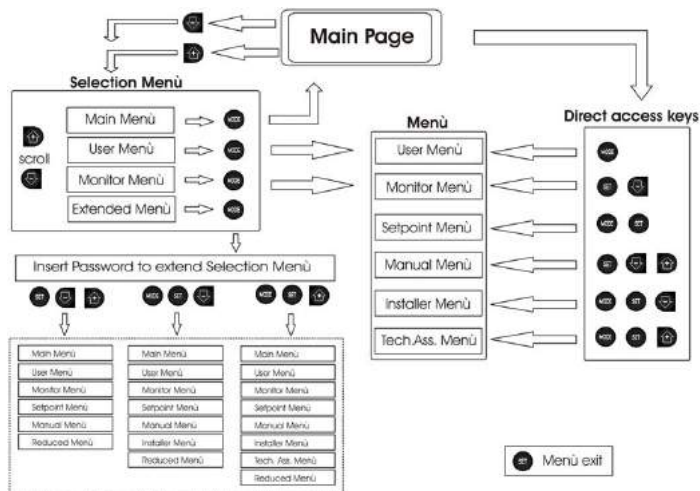 Main Page
Selection Menù
Main Menù
MODE
User Menù
MODE
scroll
Monitor Menù
MODE
Extended Menù
MODE
Menù
User Menù
Monitor Menù
Setpoint Menù
Manual Menù
Installer Menù
Tech.Ass. Menù
Direct access keys
MODE
SET
MODE SET
SET
MODE SET
MODE SET
Insert Password to extend Selection Menù
SET
MODE SET
MODE SET
Main Menù
User Menù
Monitor Menù
Setpoint Menù
Manual Menù
Reduced Menù
Main Menù
User Menù
Monitor Menù
Setpoint Menù
Manual Menù
Installer Menù
Reduced Menù
Main Menù
User Menù
Monitor Menù
Setpoint Menù
Manual Menù
Installer Menù
Tech. Ass. Menù
Reduced Menù
SET Menù exit